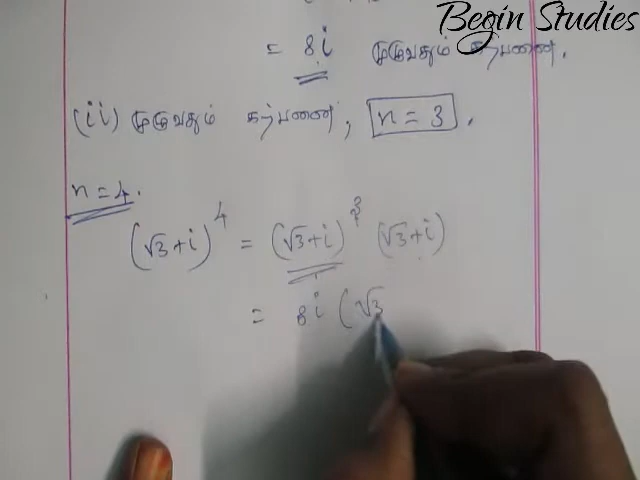 Begin Studies
= 8i முழுவதும் கற்பனை.
(ii) முழுவதும் கற்பனை, n = 3.
n = 4.
(√3+i)^4 = (√3+i)^3 (√3+i)
= 8i (√3